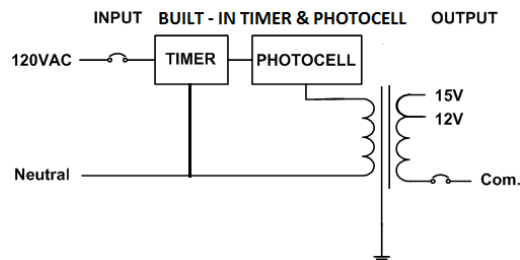 INPUT BUILT - IN TIMER & PHOTOCELL OUTPUT
120VAC TIMER PHOTOCELL
15V
12V
Neutral Com.